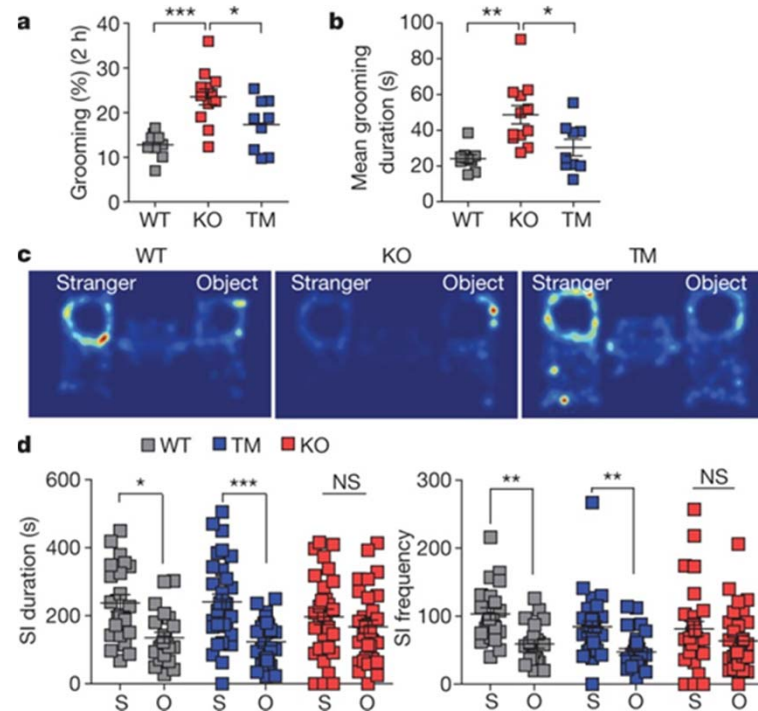 a
Grooming (%) (2 h)
40
30
20
10
0
***
*
WT KO TM
b
Mean grooming
duration (s)
100
80
60
40
20
0
**
*
WT KO TM
c
WT KO TM
Stranger Object
Stranger Object
Stranger Object
d
WT TM KO
SI duration (s)
600
400
200
0
*
***
NS
S O S O S O
SI frequency
300
200
100
0
**
**
NS
S O S O S O